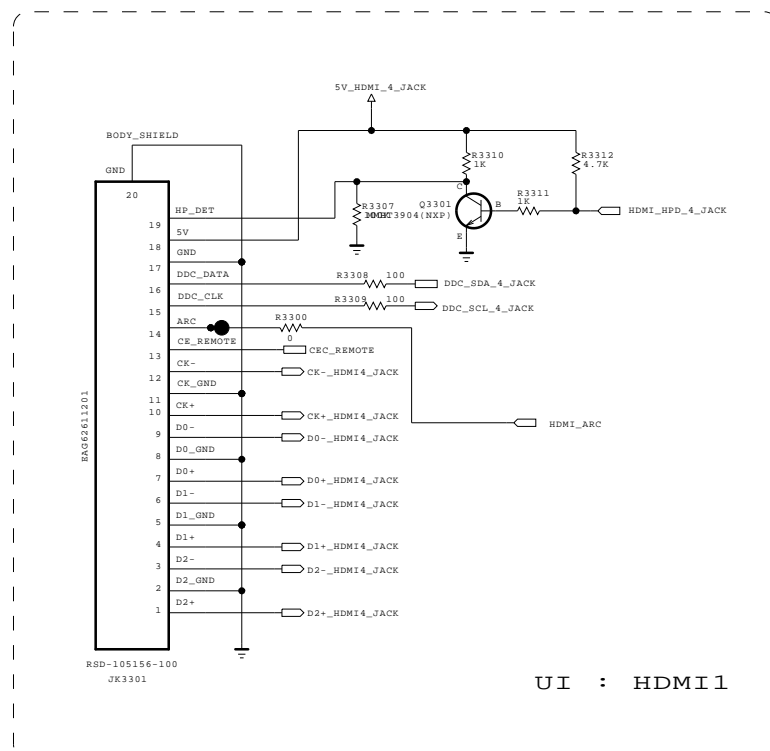 5V_HDMI_4_JACK
BODY_SHIELD
GND
20
R3310
1K
R3312
4.7K
C
Q3301
B
E
R3311
1K
HDMI_HPD_4_JACK
R3307
MMBT3904(NXP)
HP_DET
19
5V
18
GND
17
DDC_DATA
16
R3308 100
DDC_SDA_4_JACK
DDC_CLK
15
R3309 100
DDC_SCL_4_JACK
ARC
14
R3300
0
HDMI_ARC
CE_REMOTE
13
CEC_REMOTE
CK-
12
CK-_HDMI4_JACK
CK_GND
11
CK+
10
CK+_HDMI4_JACK
D0-
9
D0-_HDMI4_JACK
D0_GND
8
D0+
7
D0+_HDMI4_JACK
D1-
6
D1-_HDMI4_JACK
D1_GND
5
D1+
4
D1+_HDMI4_JACK
D2-
3
D2-_HDMI4_JACK
D2_GND
2
D2+
1
D2+_HDMI4_JACK
EAG62611201
RSD-105156-100
JK3301
UI : HDMI1